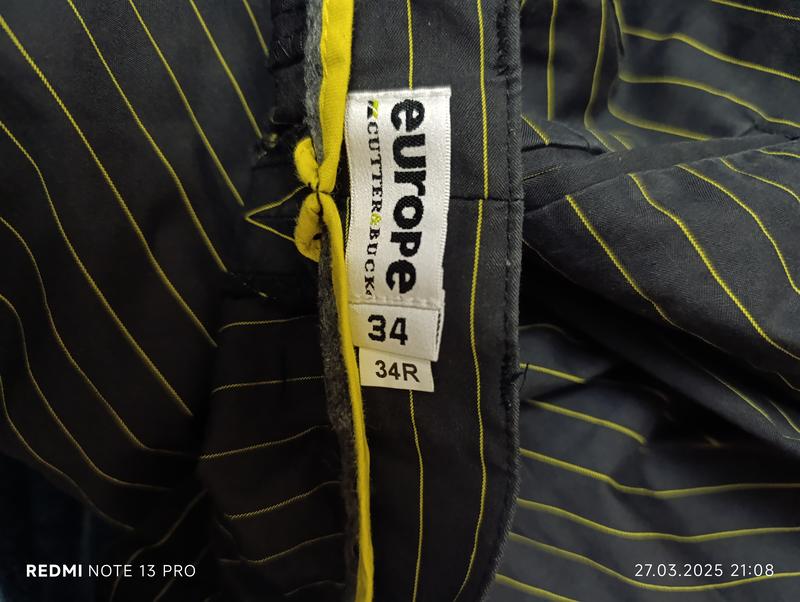 europe
CUTTER&BUCK
34
34R
REDMI NOTE 13 PRO
27.03.2025 21:08